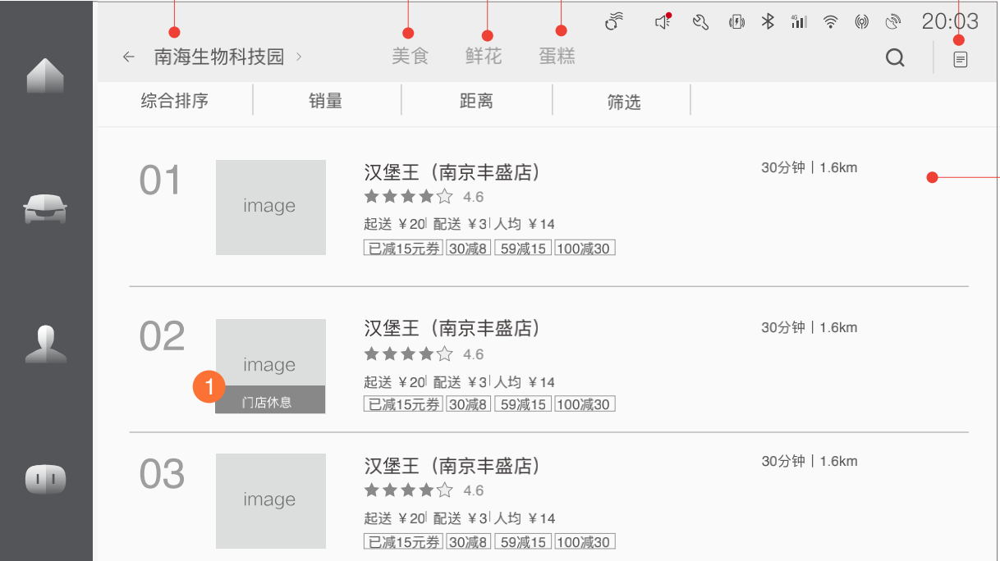 4G 20:03
南海生物科技园 美食 鲜花 蛋糕
综合排序 销量 距离 筛选
01 image 汉堡王（南京丰盛店） 30分钟 | 1.6km
4.6
起送 ￥20| 配送 ￥3| 人均 ￥14
已减15元券 30减8 59减15 100减30
02 image 汉堡王（南京丰盛店） 30分钟 | 1.6km
4.6
起送 ￥20| 配送 ￥3| 人均 ￥14
1 门店休息 已减15元券 30减8 59减15 100减30
03 image 汉堡王（南京丰盛店） 30分钟 | 1.6km
4.6
起送 ￥20| 配送 ￥3| 人均 ￥14
已减15元券 30减8 59减15 100减30